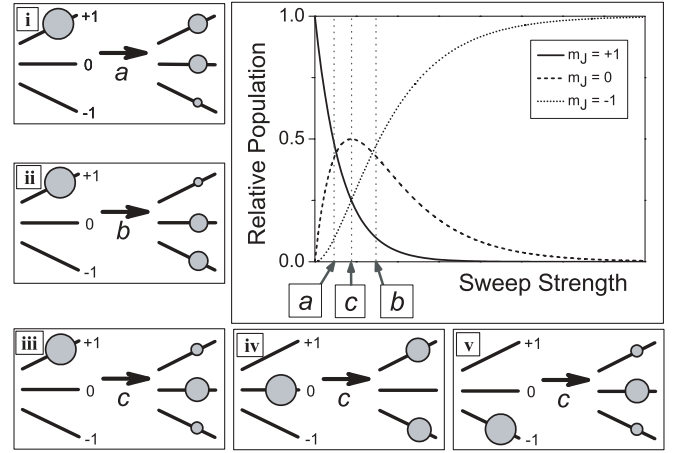 i
+1
0
-1
a
ii
+1
0
-1
b
Relative Population
1.0
0.5
0.0
m_J = +1
m_J = 0
m_J = -1
Sweep Strength
a
c
b
iii
+1
0
-1
c
iv
+1
0
-1
c
v
+1
0
-1
c